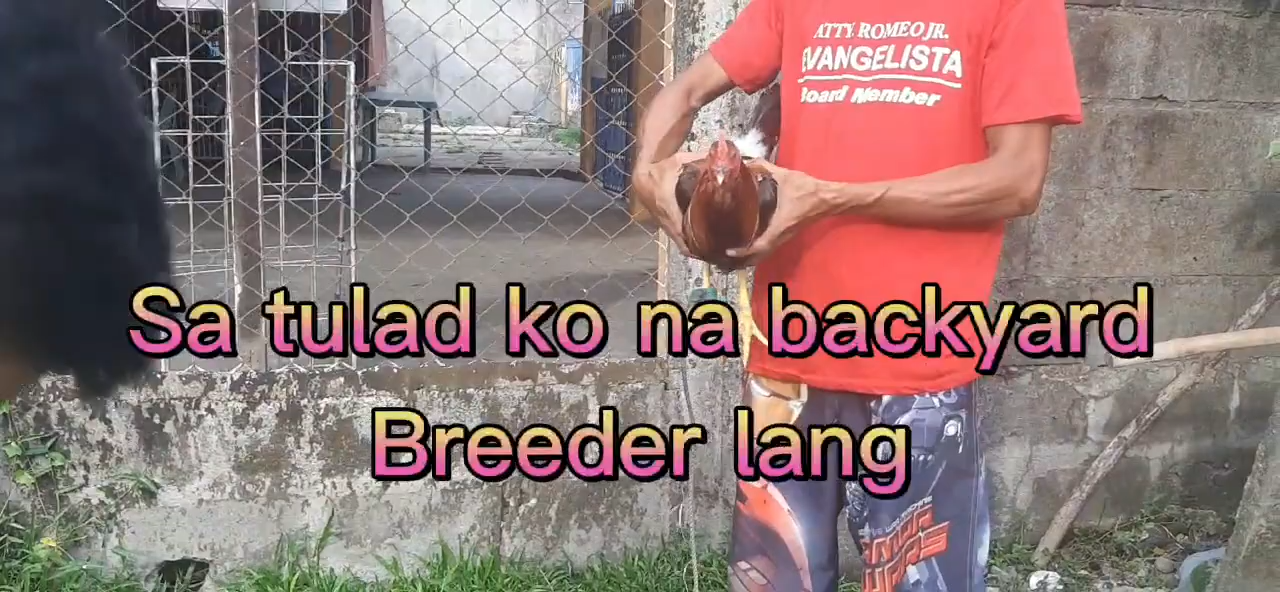 ATTY. ROMEO JR.
EVANGELISTA
Board Member
Sa tulad ko na backyard
Breeder lang